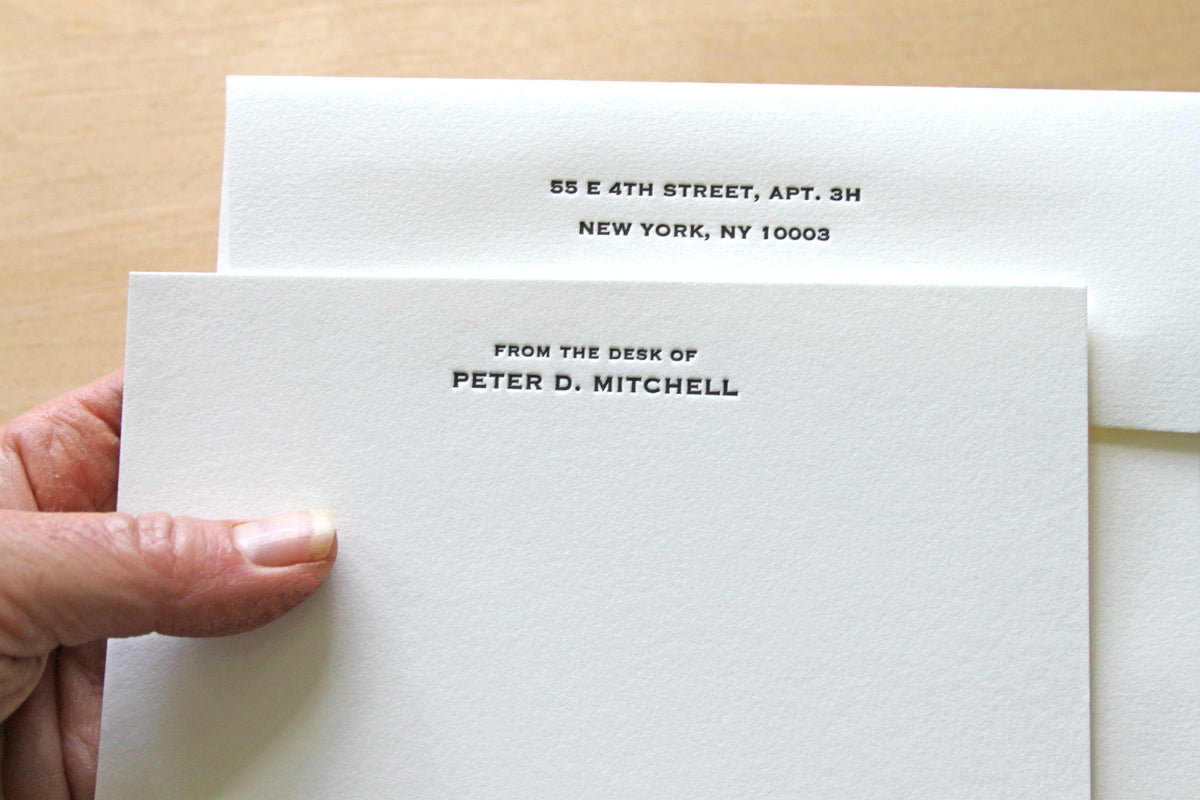 55 E 4TH STREET, APT. 3H
NEW YORK, NY 10003
FROM THE DESK OF
PETER D. MITCHELL